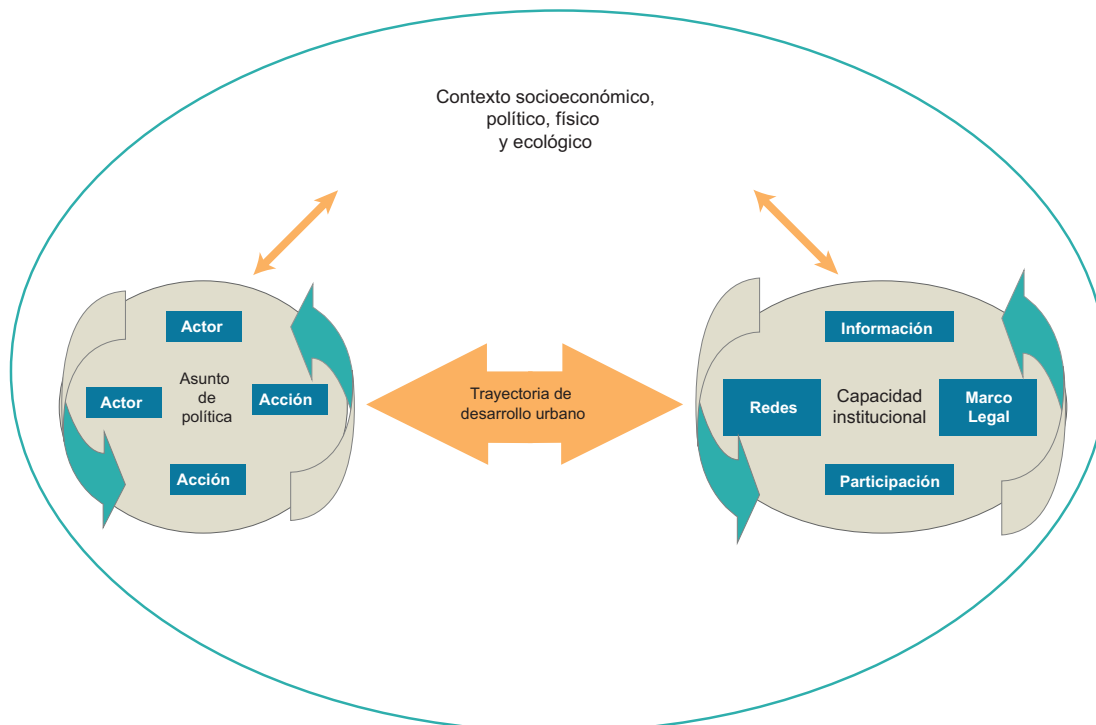 Contexto socioeconómico,
político, físico
y ecológico
Actor
Actor
Asunto
de
política
Acción
Acción
Trayectoria de
desarrollo urbano
Información
Redes
Capacidad
institucional
Marco
Legal
Participación